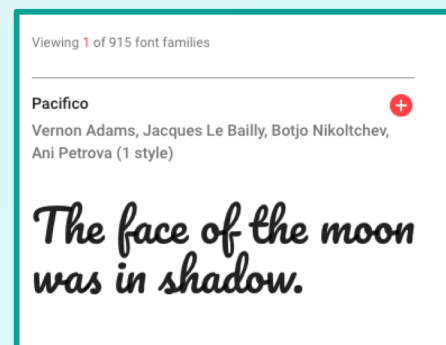 Viewing 1 of 915 font families
Pacifico
Vernon Adams, Jacques Le Bailly, Botjo Nikoltchev,
Ani Petrova (1 style)
The face of the moon
was in shadow.